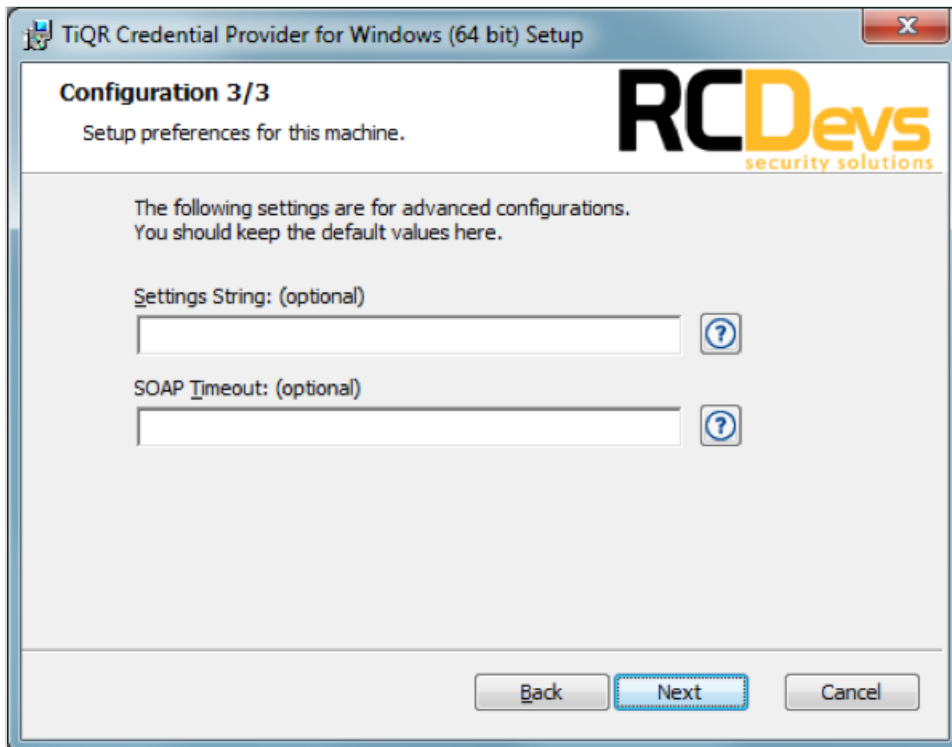 TiQR Credential Provider for Windows (64 bit) Setup
Configuration 3/3
Setup preferences for this machine.
RCDevs
security solutions
The following settings are for advanced configurations.
You should keep the default values here.
Settings String: (optional)
?
SOAP Timeout: (optional)
?
Back Next Cancel